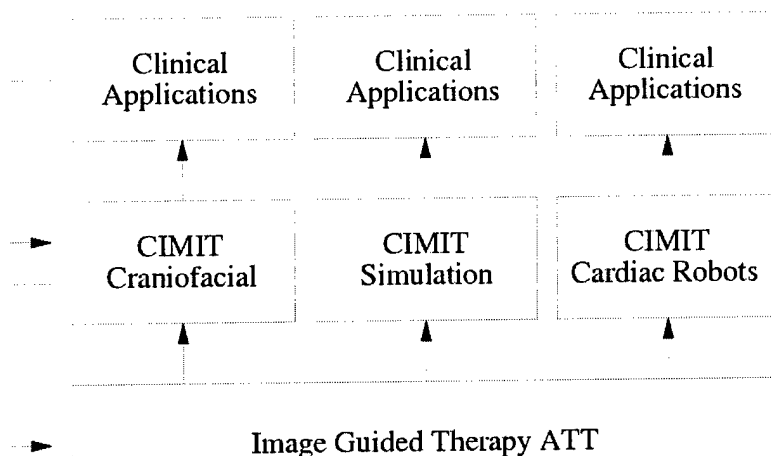 Clinical
Applications
Clinical
Applications
Clinical
Applications
CIMIT
Craniofacial
CIMIT
Simulation
CIMIT
Cardiac Robots
Image Guided Therapy ATT